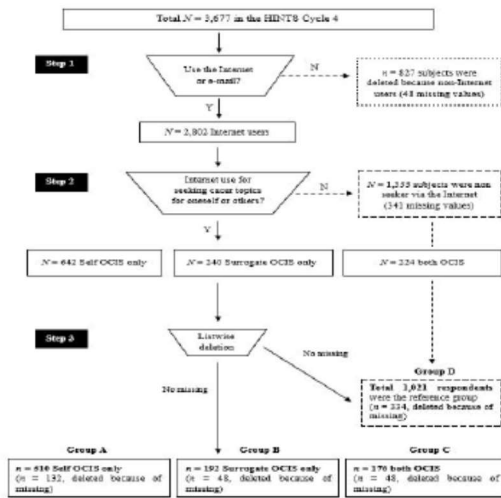 Total N = 3,677 in the HINTS Cycle 4
Step 1
Use the Internet
or e-mail?
N
n = 827 subjects were
deleted because non-Internet
users (48 missing values)
Y
N = 2,802 Internet users
Step 2
Internet use for
seeking cacer topics
for oneself or others?
N
N = 1,355 subjects were non
seeker via the Internet
(341 missing values)
Y
N = 642 Self OCIS only
N = 240 Surrogate OCIS only
N = 224 both OCIS
Step 3
Listwise
deletion
No missing
No missing
Group D
Total 1,021 respondents
were the reference group
(n = 334, deleted because of
missing)
Group A
n = 510 Self OCIS only
(n = 132, deleted because of
missing)
Group B
n = 192 Surrogate OCIS only
(n = 48, deleted because of
missing)
Group C
n = 176 both OCIS
(n = 48, deleted because of
missing)